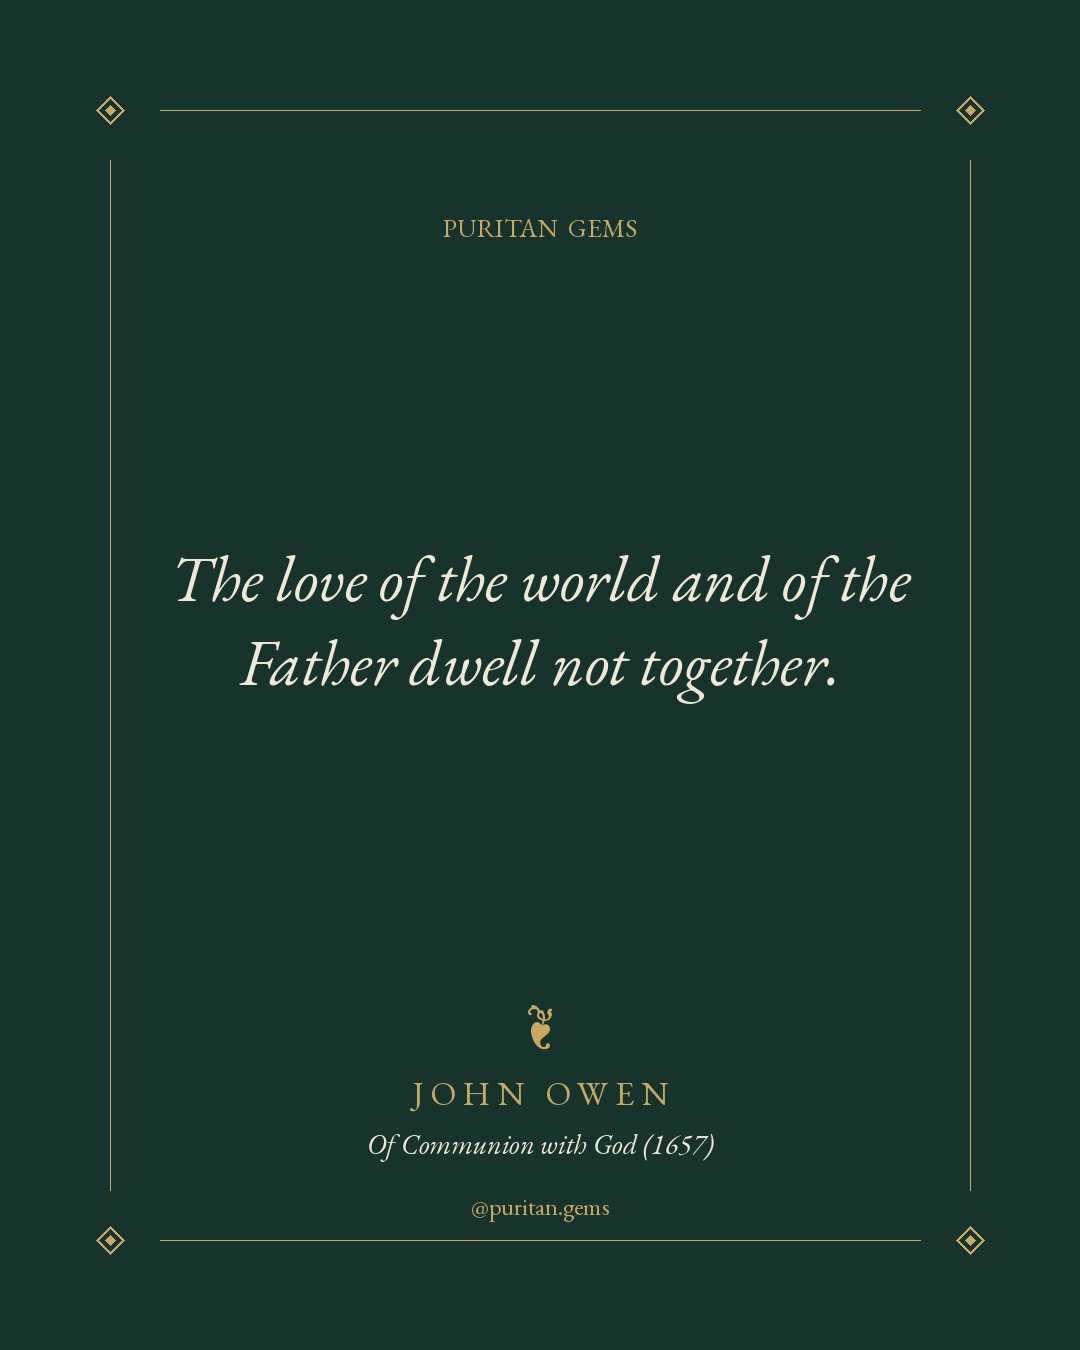 PURITAN GEMS
The love of the world and of the
Father dwell not together.
JOHN OWEN
Of Communion with God (1657)
@puritan.gems